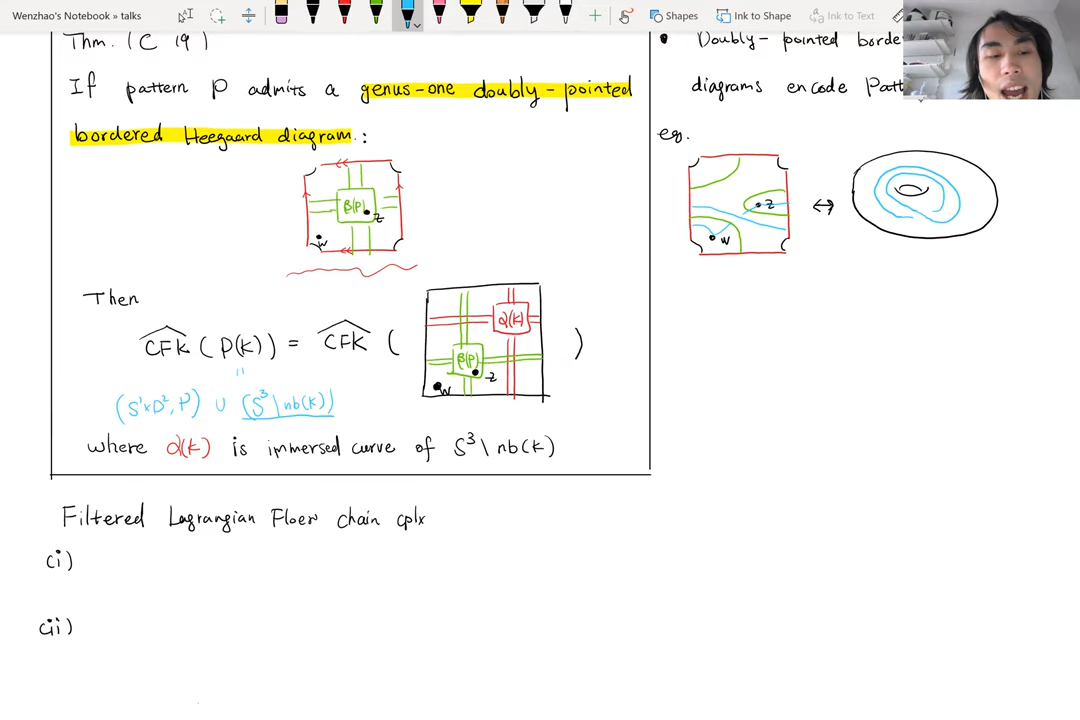 Wenzhao's Notebook » talks
Shapes
Ink to Shape
Ink to Text
Thm. (C 19)
If pattern P admits a genus-one doubly-pointed
bordered Heegaard diagram :
β(P)
z
w
Then
CFK^ (P(K)) = CFK^ (
α(K)
β(P)
z
w
)
=
(S¹×D², P) ∪ (S³\nb(K))
where α(K) is immersed curve of S³\nb(K)
Filtered Lagrangian Floer chain cplx
(i)
(ii)
• Doubly-pointed borde
diagrams encode Patt
eg.
z
w
↔